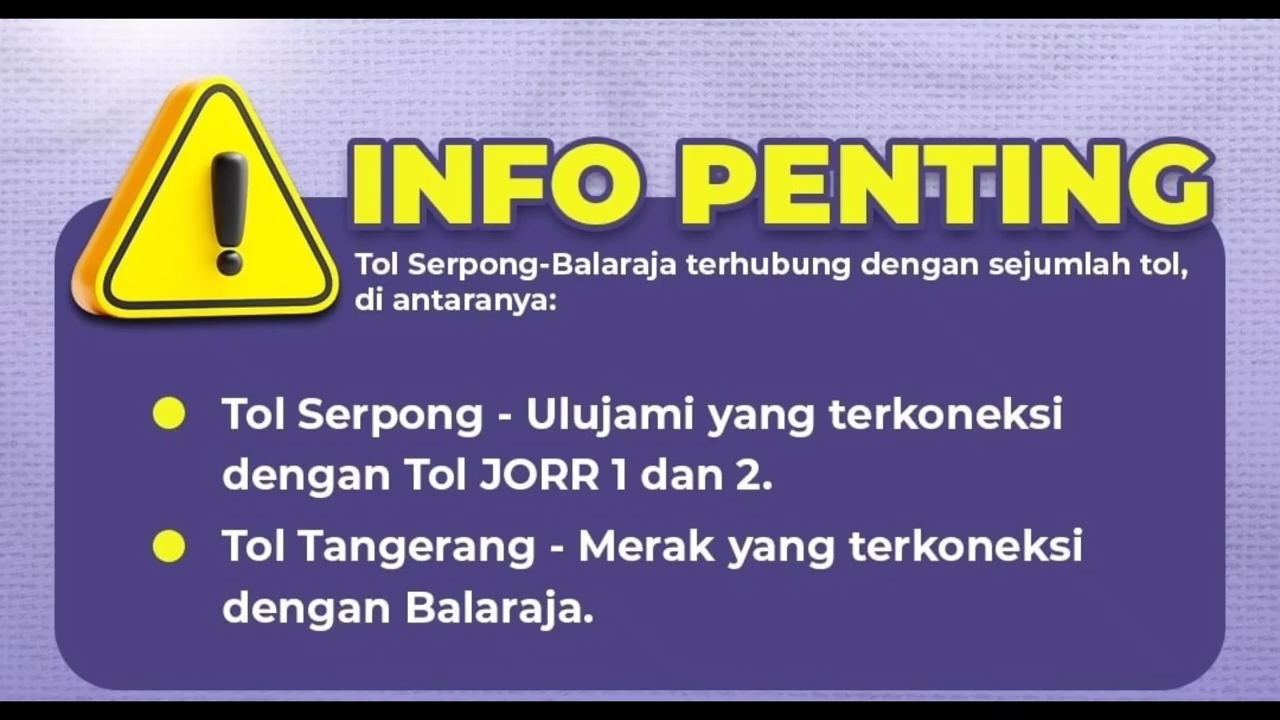 INFO PENTING
Tol Serpong-Balaraja terhubung dengan sejumlah tol,
di antaranya:
Tol Serpong - Ulujami yang terkoneksi
dengan Tol JORR 1 dan 2.
Tol Tangerang - Merak yang terkoneksi
dengan Balaraja.